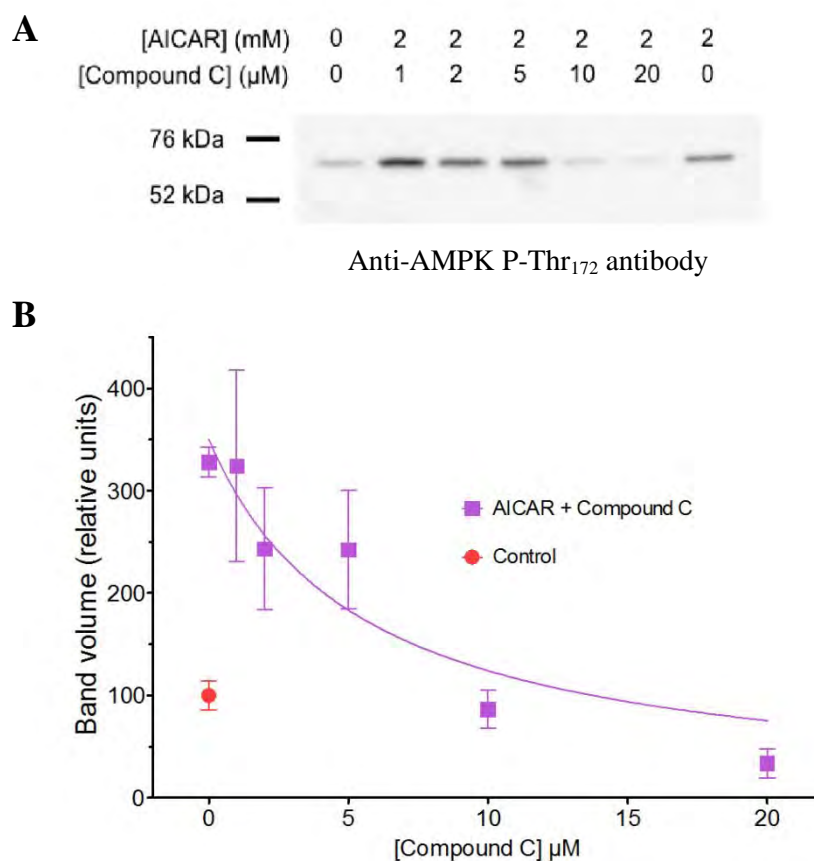 A
[AICAR] (mM) 0 2 2 2 2 2 2
[Compound C] (µM) 0 1 2 5 10 20 0
76 kDa
52 kDa
Anti-AMPK P-Thr₁₇₂ antibody
B
Band volume (relative units)
400
300
200
100
0
AICAR + Compound C
Control
0 5 10 15 20
[Compound C] µM